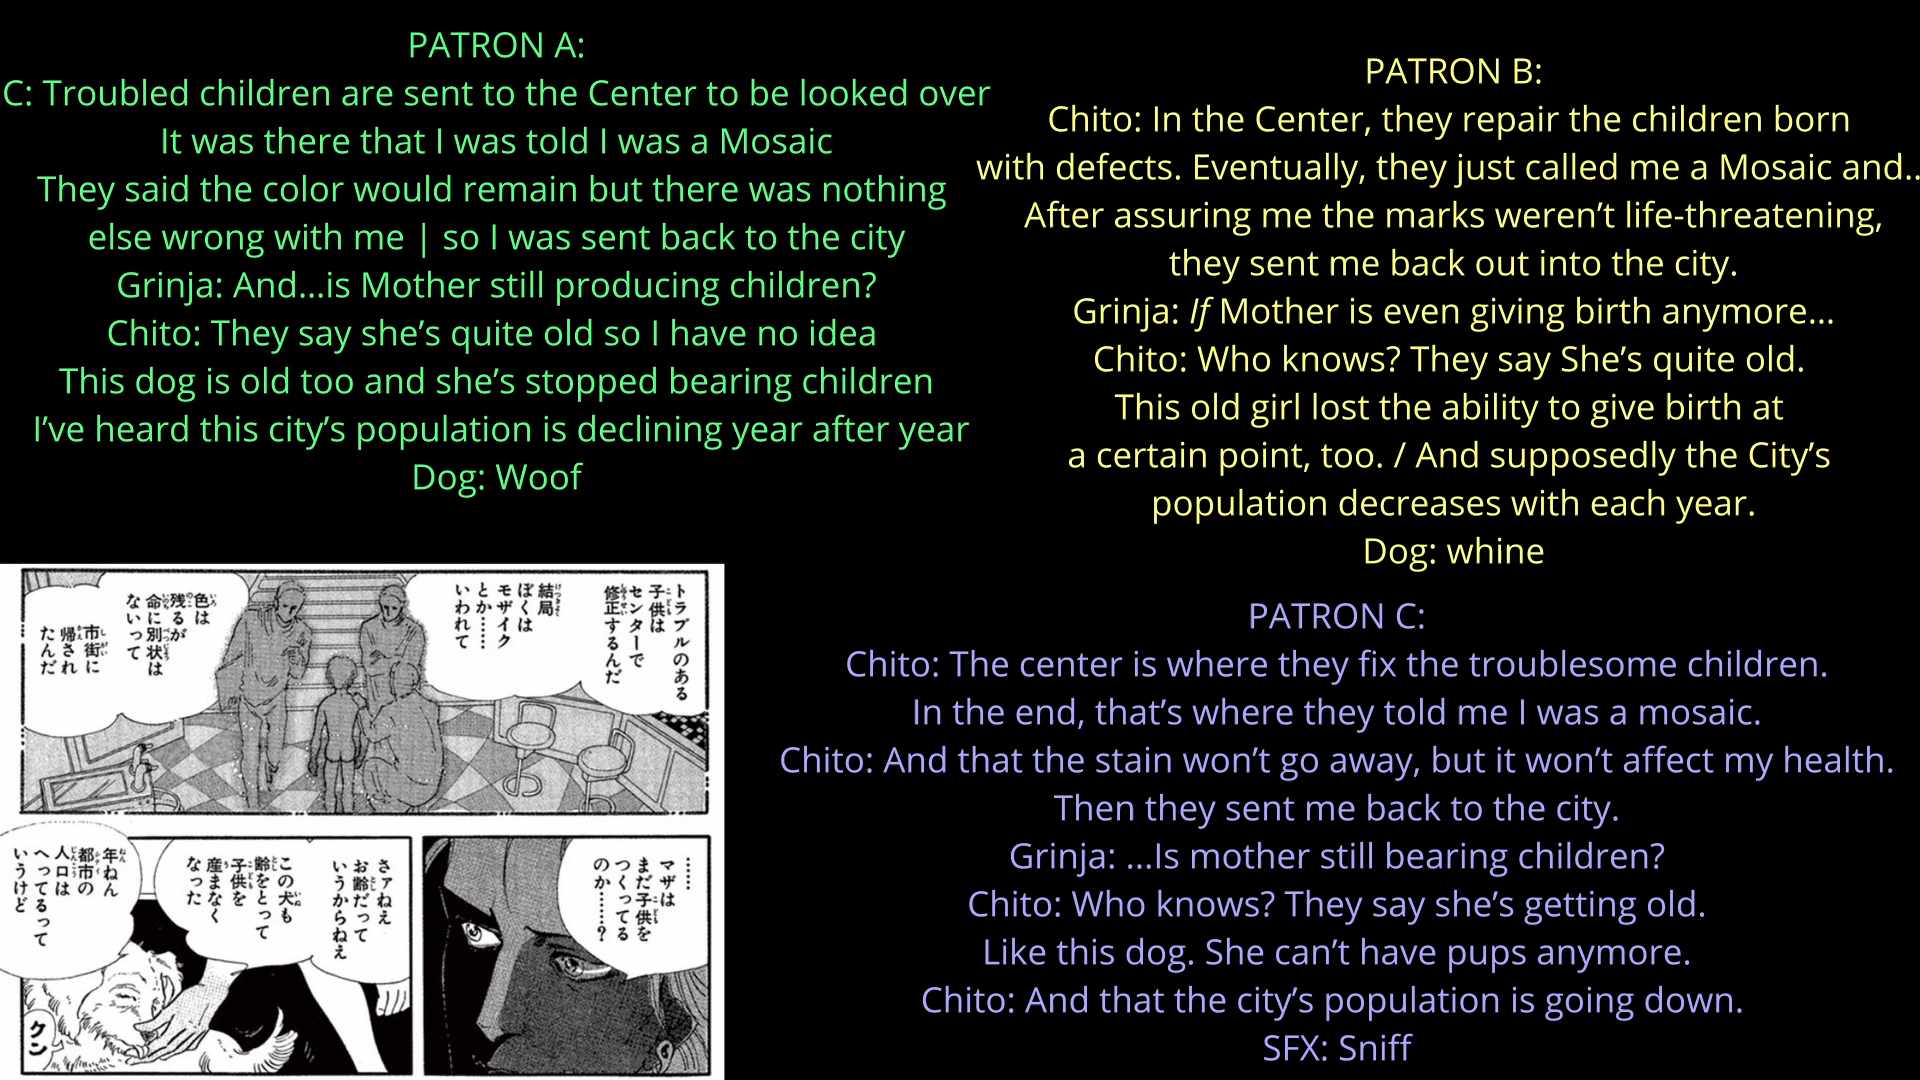 PATRON A:
C: Troubled children are sent to the Center to be looked over
It was there that I was told I was a Mosaic
They said the color would remain but there was nothing
else wrong with me | so I was sent back to the city
Grinja: And...is Mother still producing children?
Chito: They say she’s quite old so I have no idea
This dog is old too and she’s stopped bearing children
I’ve heard this city’s population is declining year after year
Dog: Woof
PATRON B:
Chito: In the Center, they repair the children born
with defects. Eventually, they just called me a Mosaic and..
After assuring me the marks weren’t life-threatening,
they sent me back out into the city.
Grinja: If Mother is even giving birth anymore...
Chito: Who knows? They say She’s quite old.
This old girl lost the ability to give birth at
a certain point, too. / And supposedly the City’s
population decreases with each year.
Dog: whine
PATRON C:
Chito: The center is where they fix the troublesome children.
In the end, that’s where they told me I was a mosaic.
Chito: And that the stain won’t go away, but it won’t affect my health.
Then they sent me back to the city.
Grinja: ...Is mother still bearing children?
Chito: Who knows? They say she’s getting old.
Like this dog. She can’t have pups anymore.
Chito: And that the city’s population is going down.
SFX: Sniff
トラブルのある
子供は
センターで
修正するんだ
結局
ぼくは
モザイク
とか……
いわれて
色は
残るが
命に別状は
ないって
市街に
帰され
たんだ
……
マザは
まだ子供を
つくってる
のか……?
さァねえ
お齢だって
いうからねえ
この犬も
齢をとって
子供を
産まなく
なった
年ねん
都市の
人口は
へってるって
いうけど
クン